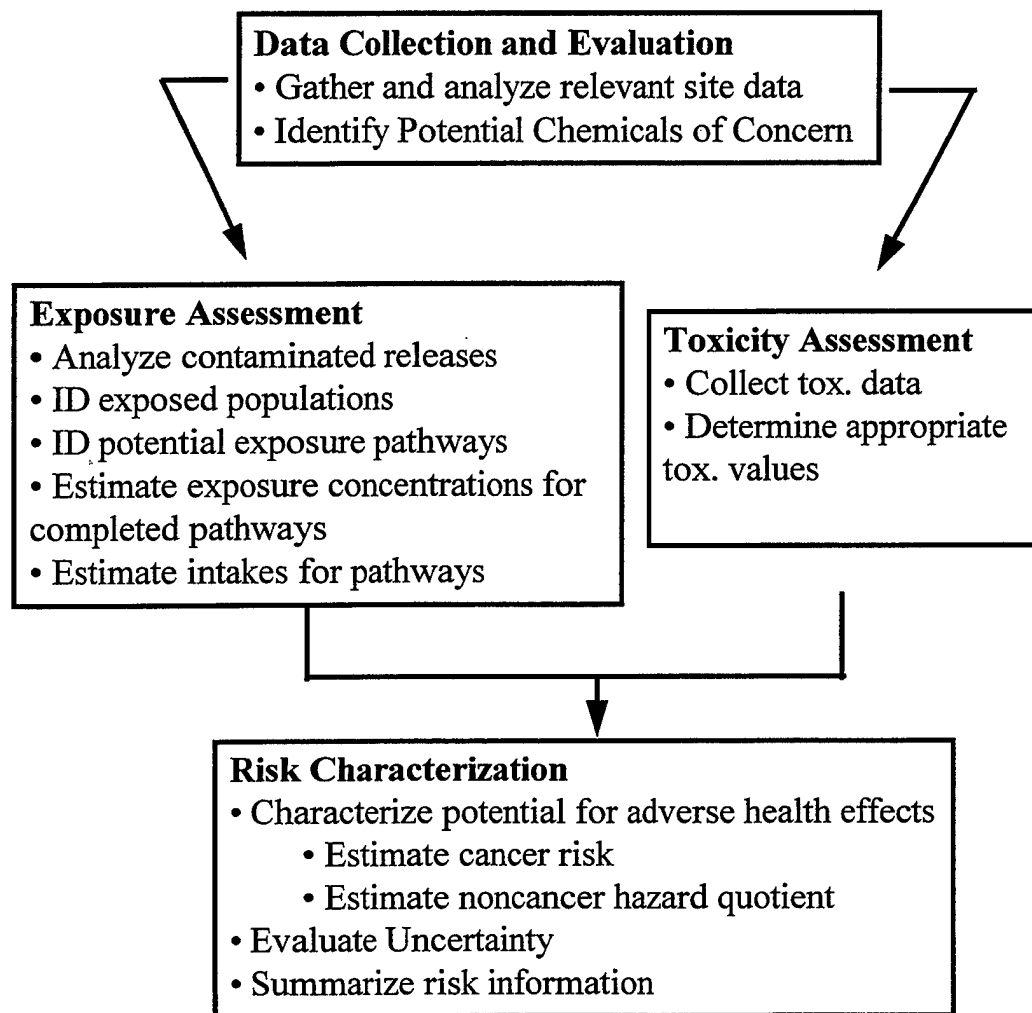 Data Collection and Evaluation
• Gather and analyze relevant site data
• Identify Potential Chemicals of Concern
Exposure Assessment
• Analyze contaminated releases
• ID exposed populations
• ID potential exposure pathways
• Estimate exposure concentrations for
completed pathways
• Estimate intakes for pathways
Toxicity Assessment
• Collect tox. data
• Determine appropriate
tox. values
Risk Characterization
• Characterize potential for adverse health effects
• Estimate cancer risk
• Estimate noncancer hazard quotient
• Evaluate Uncertainty
• Summarize risk information